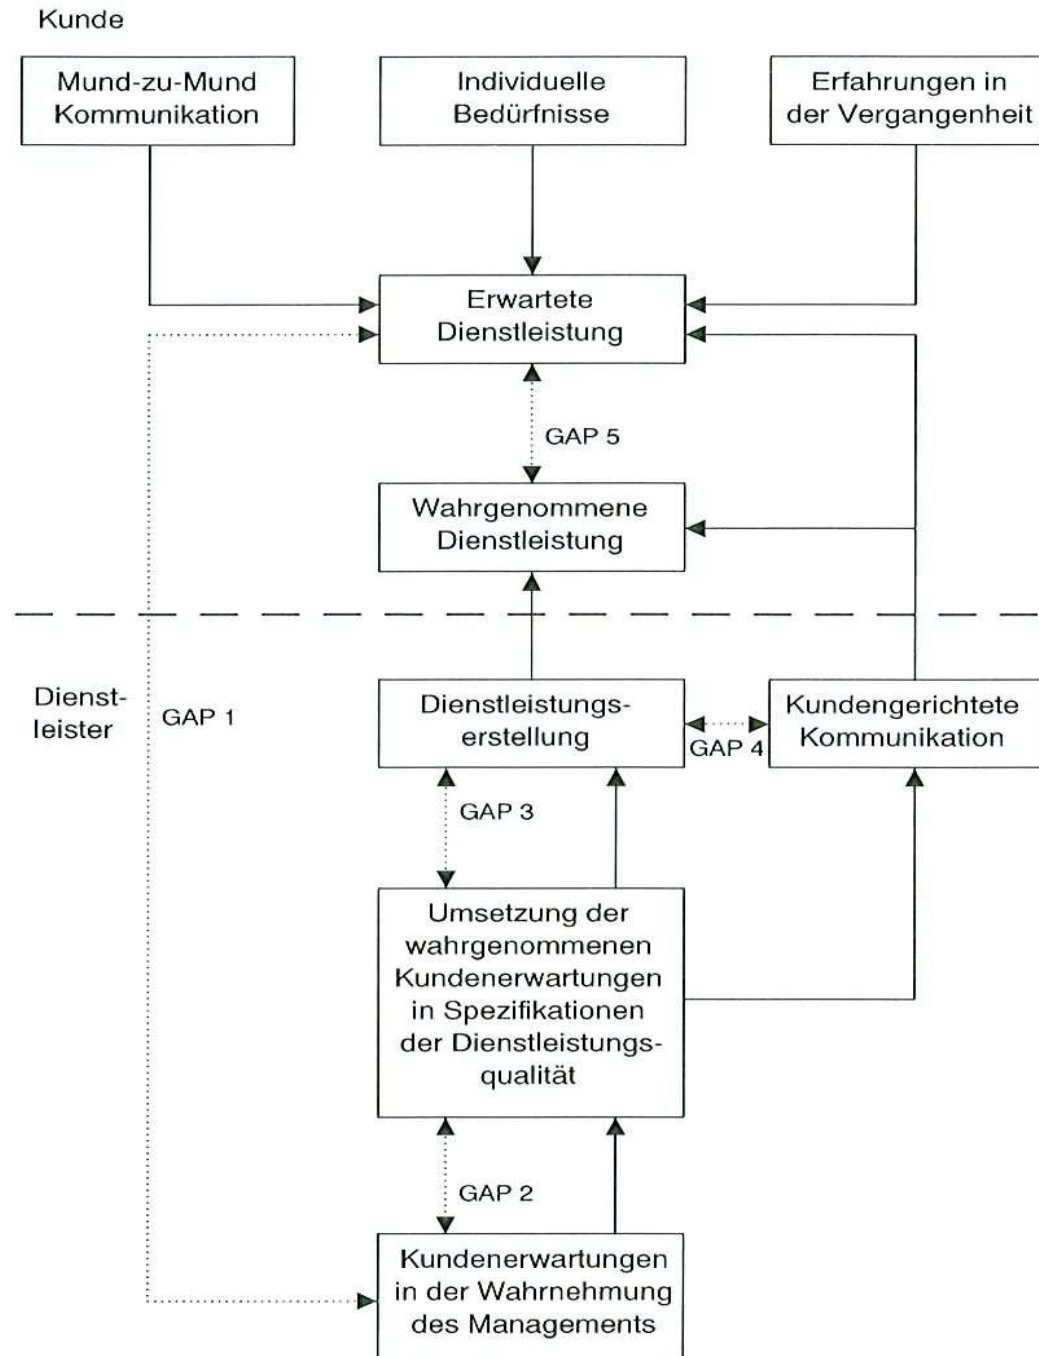 Kunde
Mund-zu-Mund
Kommunikation
Individuelle
Bedürfnisse
Erfahrungen in
der Vergangenheit
Erwartete
Dienstleistung
GAP 5
Wahrgenommene
Dienstleistung
Dienst-
leister
GAP 1
Dienstleistungs-
erstellung
GAP 4
Kundengerichtete
Kommunikation
GAP 3
Umsetzung der
wahrgenommenen
Kundenerwartungen
in Spezifikationen
der Dienstleistungs-
qualität
GAP 2
Kundenerwartungen
in der Wahrnehmung
des Managements